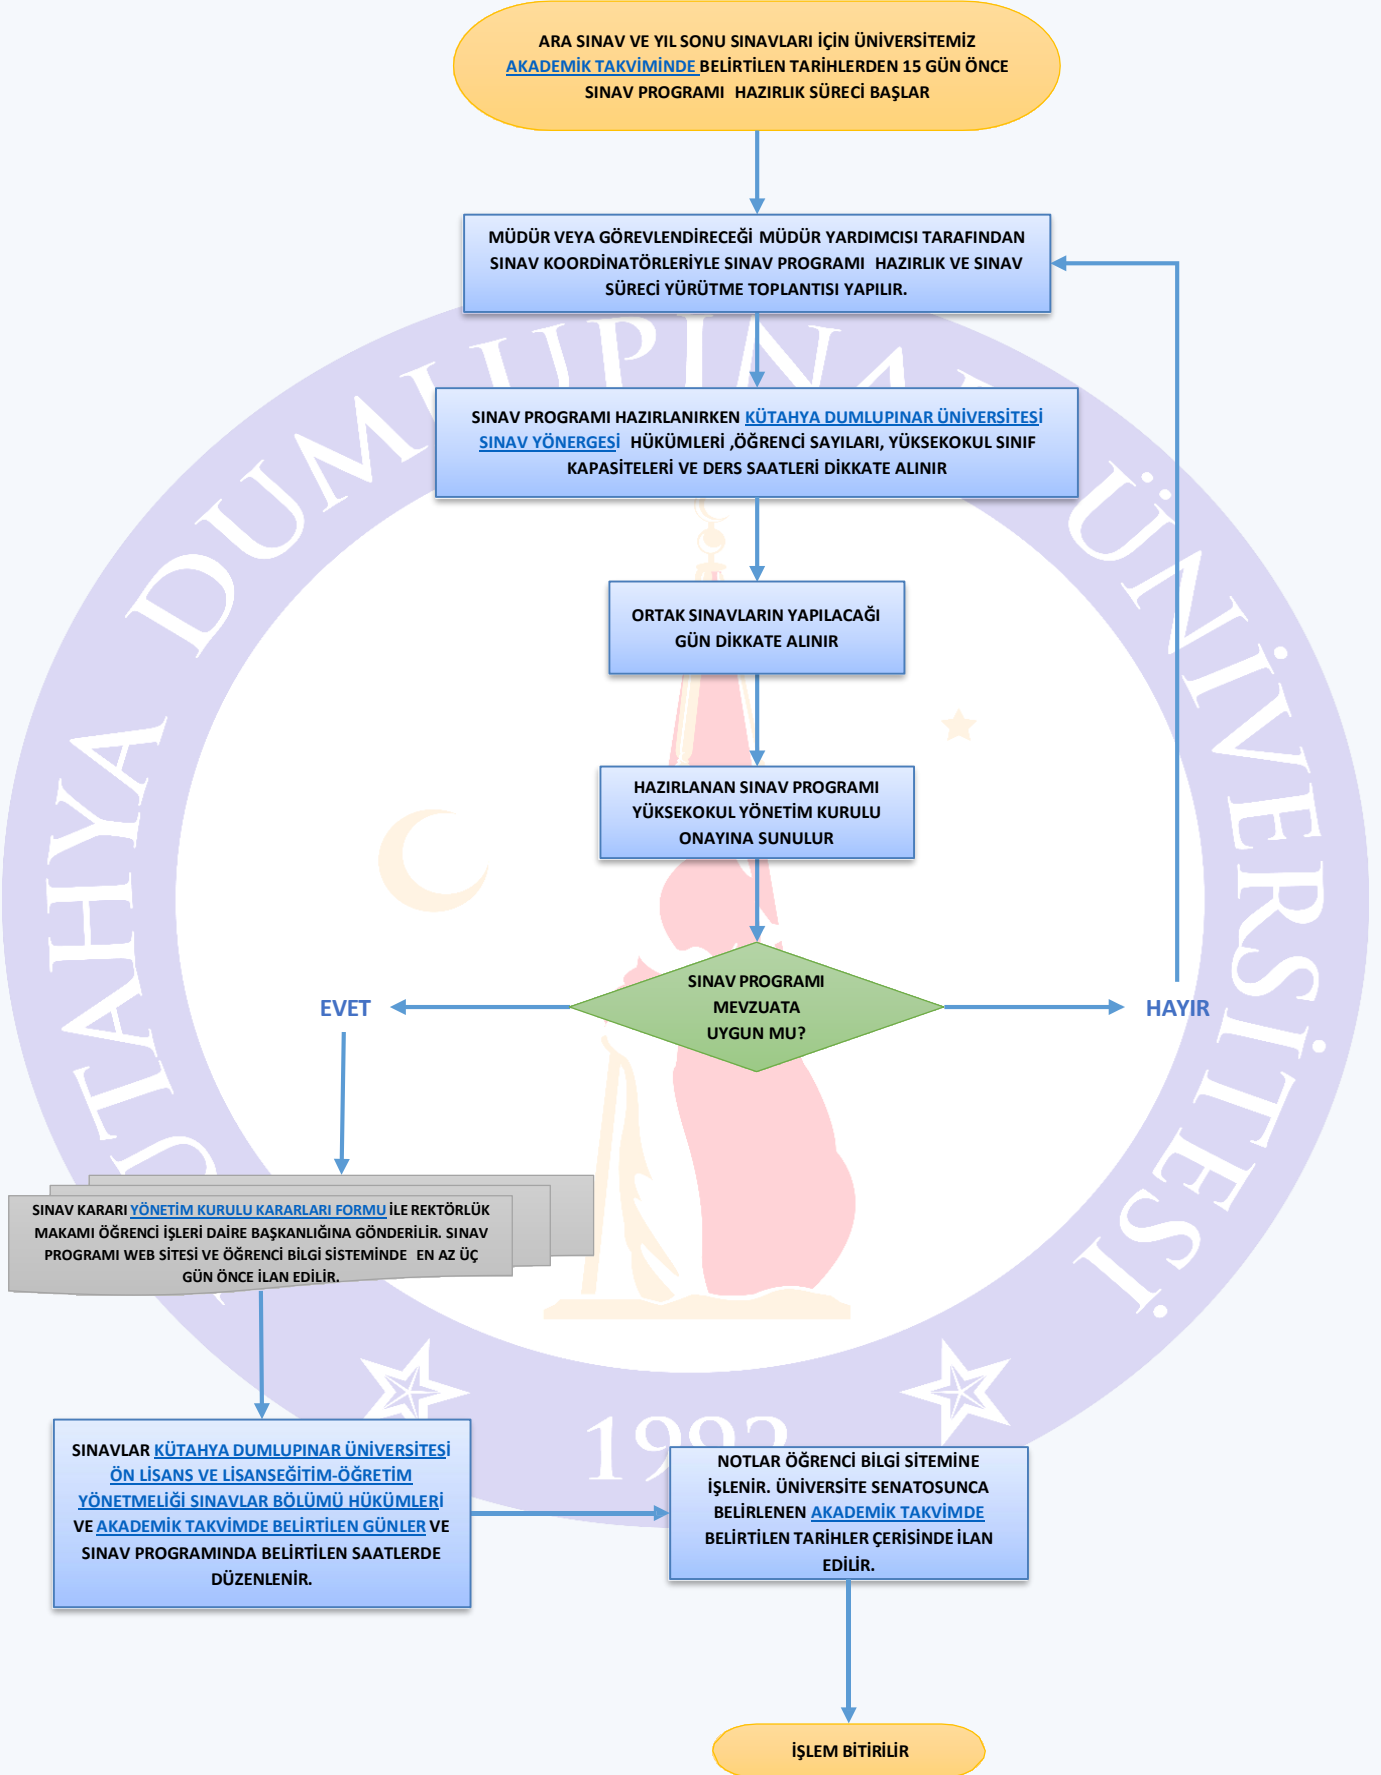 ARA SINAV VE YIL SONU SINAVLARI İÇİN ÜNİVERSİTEMİZ
AKADEMİK TAKVİMİNDE BELİRTİLEN TARİHLERDEN 15 GÜN ÖNCE
SINAV PROGRAMI HAZIRLIK SÜRECİ BAŞLAR
MÜDÜR VEYA GÖREVLENDİRECEĞİ MÜDÜR YARDIMCISI TARAFINDAN
SINAV KOORDİNATÖRLERİYLE SINAV PROGRAMI HAZIRLIK VE SINAV
SÜRECİ YÜRÜTME TOPLANTISI YAPILIR.
SINAV PROGRAMI HAZIRLANIRKEN KÜTAHYA DUMLUPINAR ÜNİVERSİTESİ
SINAV YÖNERGESİ HÜKÜMLERİ ,ÖĞRENCİ SAYILARI, YÜKSEKOKUL SINIF
KAPASİTELERİ VE DERS SAATLERİ DİKKATE ALINIR
ORTAK SINAVLARIN YAPILACAĞI
GÜN DİKKATE ALINIR
HAZIRLANAN SINAV PROGRAMI
YÜKSEKOKUL YÖNETİM KURULU
ONAYINA SUNULUR
SINAV PROGRAMI
MEVZUATA
UYGUN MU?
EVET
HAYIR
SINAV KARARI YÖNETİM KURULU KARARLARI FORMU İLE REKTÖRLÜK
MAKAMI ÖĞRENCİ İŞLERİ DAİRE BAŞKANLIĞINA GÖNDERİLİR. SINAV
PROGRAMI WEB SİTESİ VE ÖĞRENCİ BİLGİ SİSTEMİNDE EN AZ ÜÇ
GÜN ÖNCE İLAN EDİLİR.
SINAVLAR KÜTAHYA DUMLUPINAR ÜNİVERSİTESİ
ÖN LİSANS VE LİSANSEĞİTİM-ÖĞRETİM
YÖNETMELİĞİ SINAVLAR BÖLÜMÜ HÜKÜMLERİ
VE AKADEMİK TAKVİMDE BELİRTİLEN GÜNLER VE
SINAV PROGRAMINDA BELİRTİLEN SAATLERDE
DÜZENLENİR.
NOTLAR ÖĞRENCİ BİLGİ SİTEMİNE
İŞLENİR. ÜNİVERSİTE SENATOSUNCA
BELİRLENEN AKADEMİK TAKVİMDE
BELİRTİLEN TARİHLER ÇERİSİNDE İLAN
EDİLİR.
İŞLEM BİTİRİLİR
KÜTAHYA DUMLUPINAR ÜNİVERSİTESİ
1992